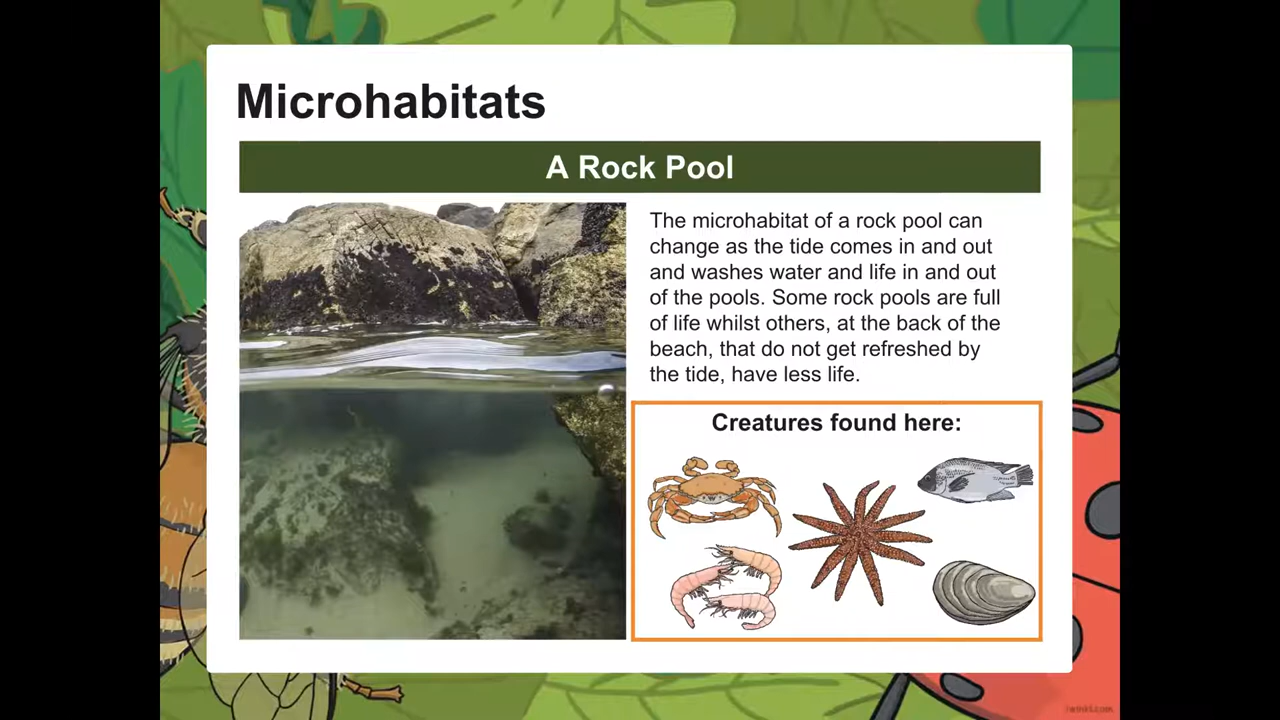 Microhabitats
A Rock Pool
The microhabitat of a rock pool can
change as the tide comes in and out
and washes water and life in and out
of the pools. Some rock pools are full
of life whilst others, at the back of the
beach, that do not get refreshed by
the tide, have less life.
Creatures found here: